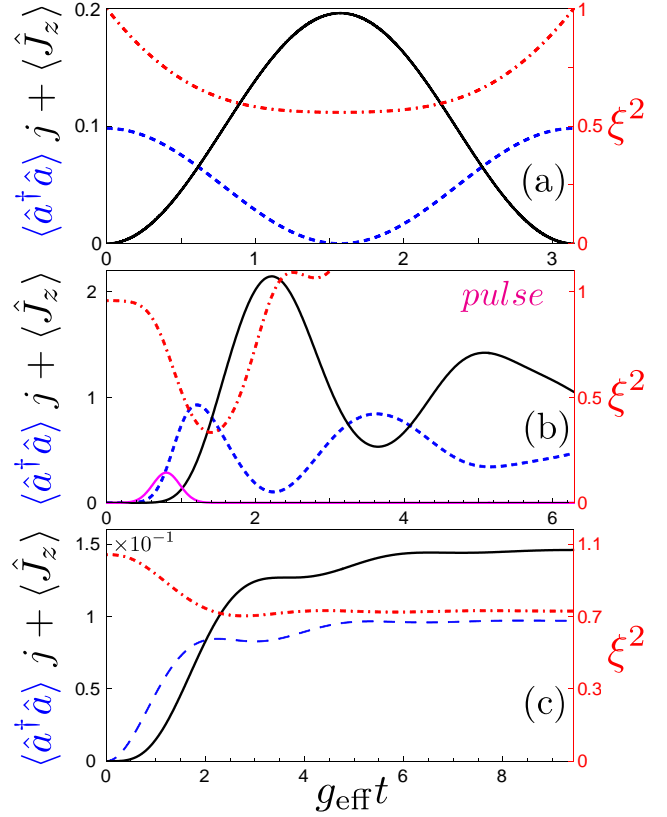 0.2
0.1
0
0 1 2 3
1
0.5
0
⟨â†â⟩ j + ⟨Ĵz⟩
ξ²
(a)
2
1
0
0 2 4 6
1
0.5
0
⟨â†â⟩ j + ⟨Ĵz⟩
ξ²
pulse
(b)
1.5
1
0.5
0
×10⁻¹
0 2 4 6 8
1.1
0.7
0.3
0
⟨â†â⟩ j + ⟨Ĵz⟩
ξ²
(c)
g_eff t